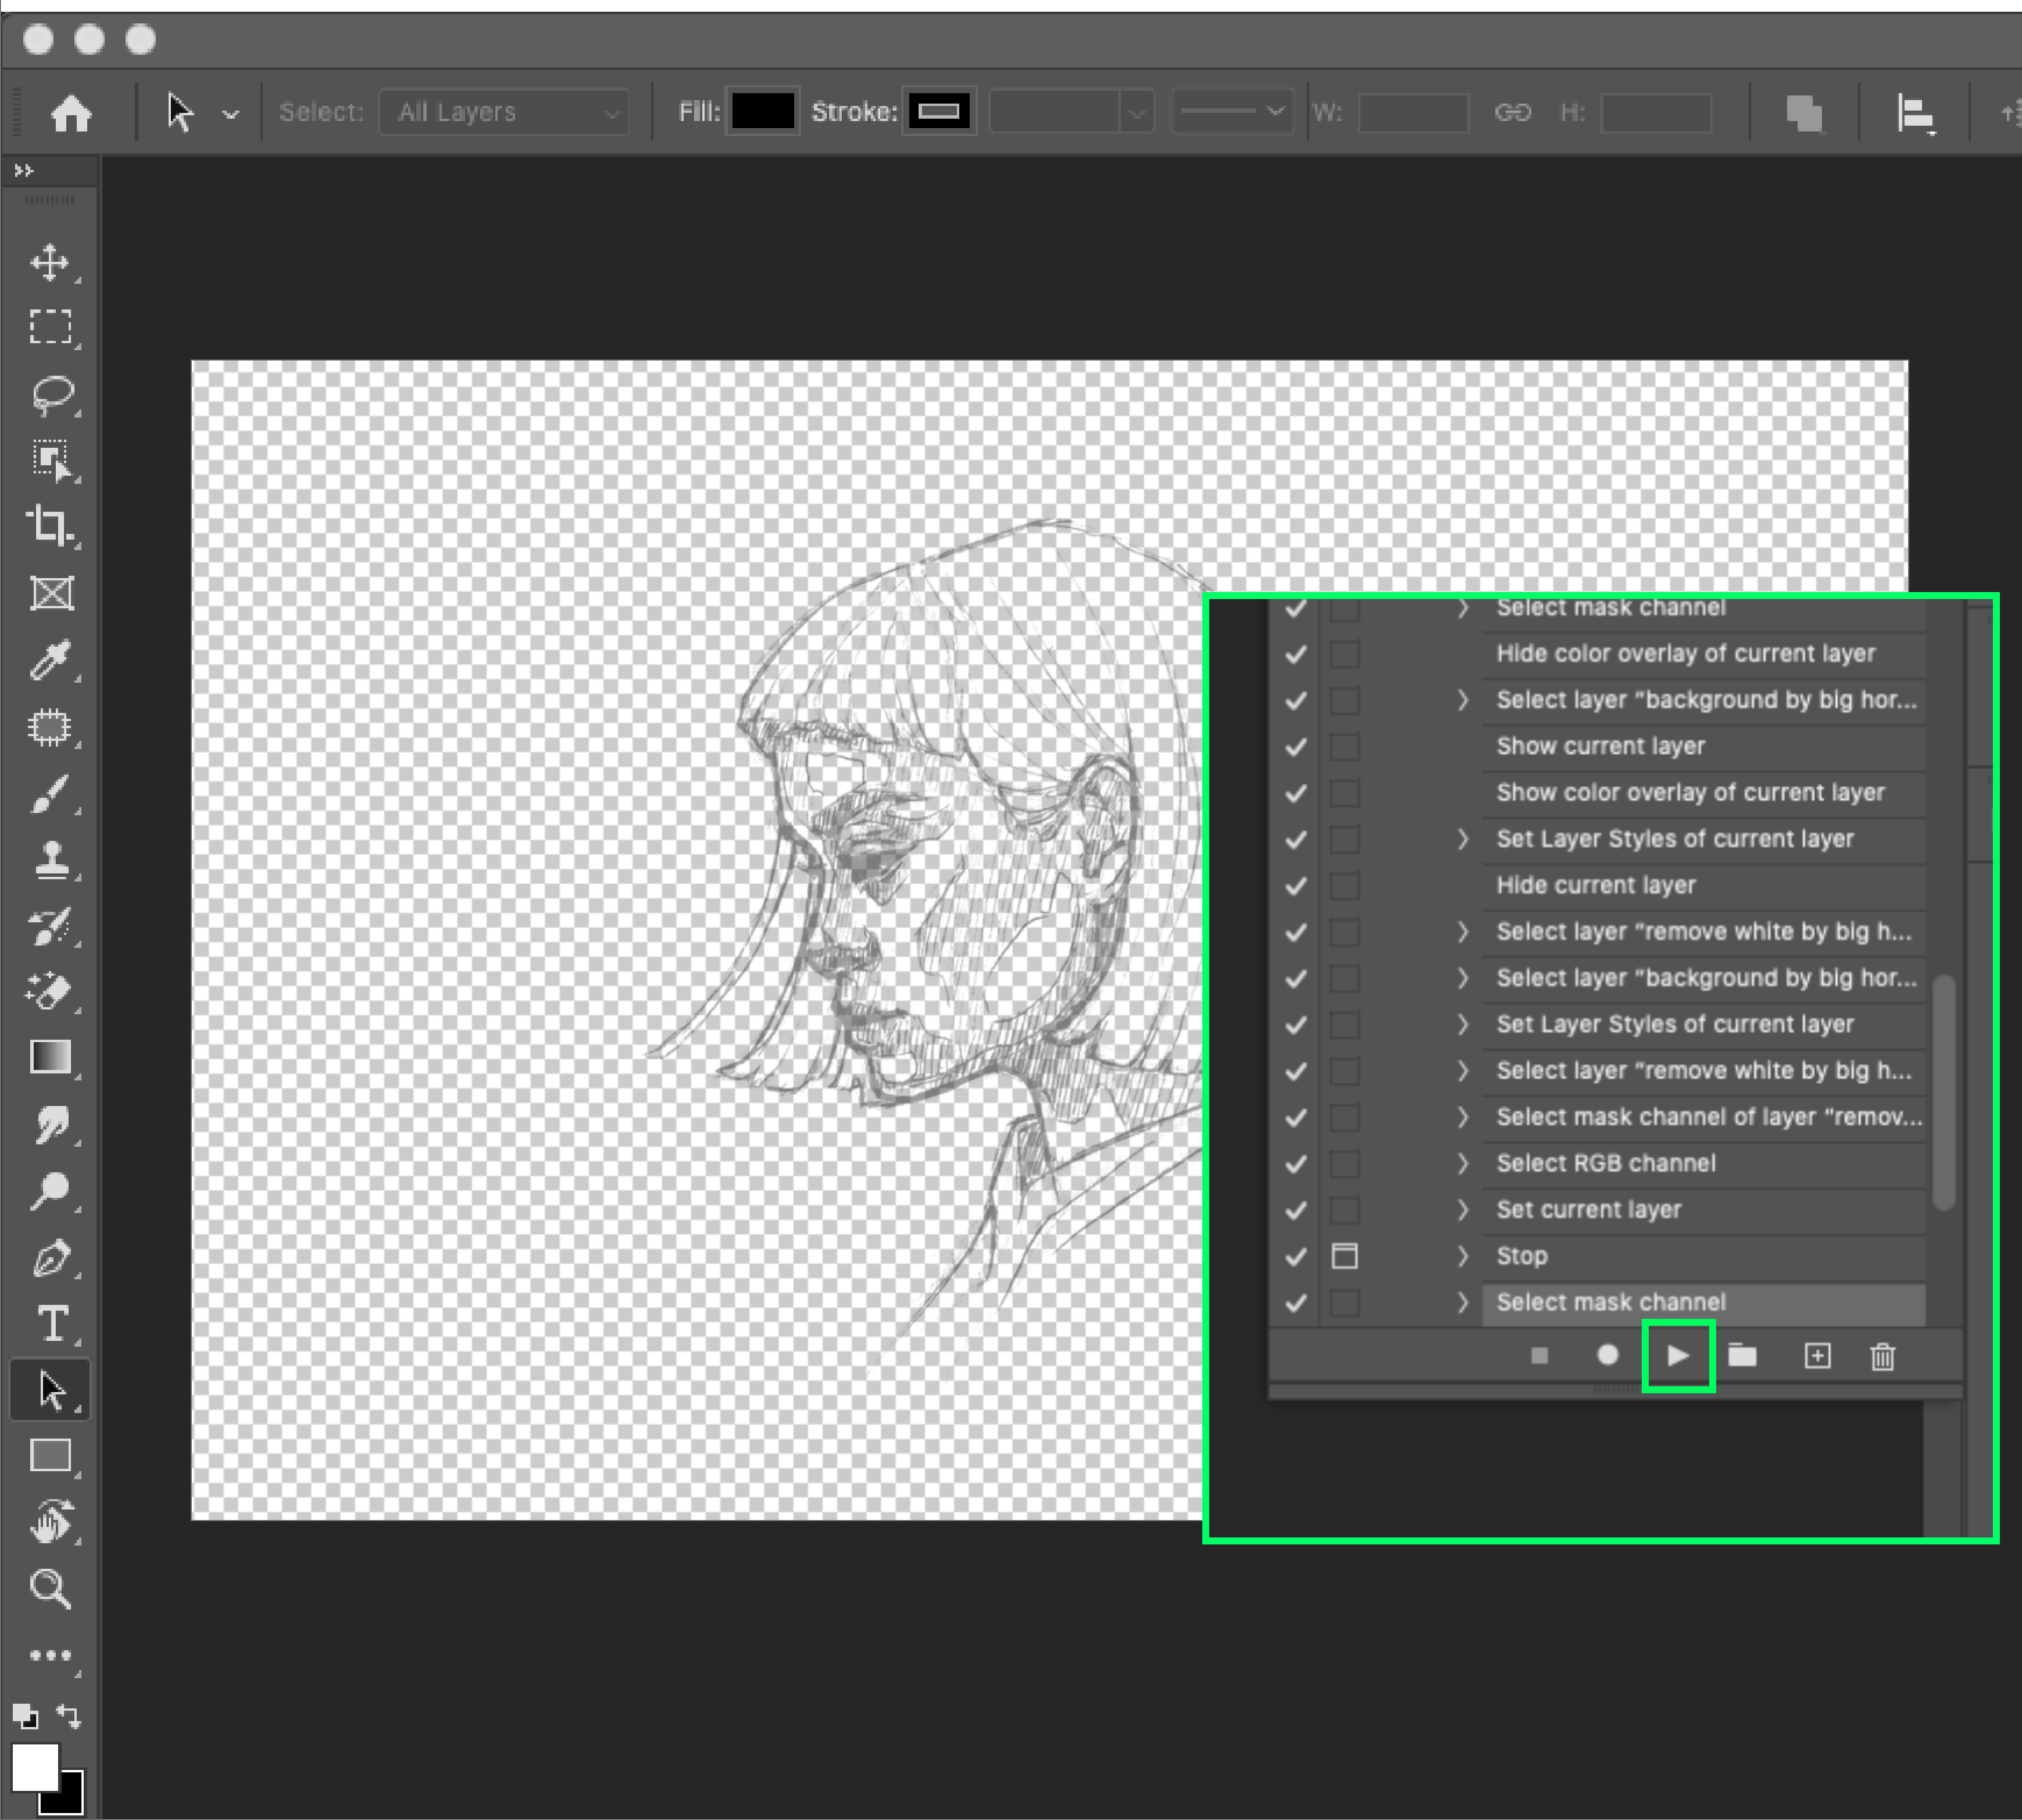 Select: All Layers Fill: Stroke: W: H:
Select mask channel
Hide color overlay of current layer
Select layer "background by big hor...
Show current layer
Show color overlay of current layer
Set Layer Styles of current layer
Hide current layer
Select layer "remove white by big h...
Select layer "background by big hor...
Set Layer Styles of current layer
Select layer "remove white by big h...
Select mask channel of layer "remov...
Select RGB channel
Set current layer
Stop
Select mask channel